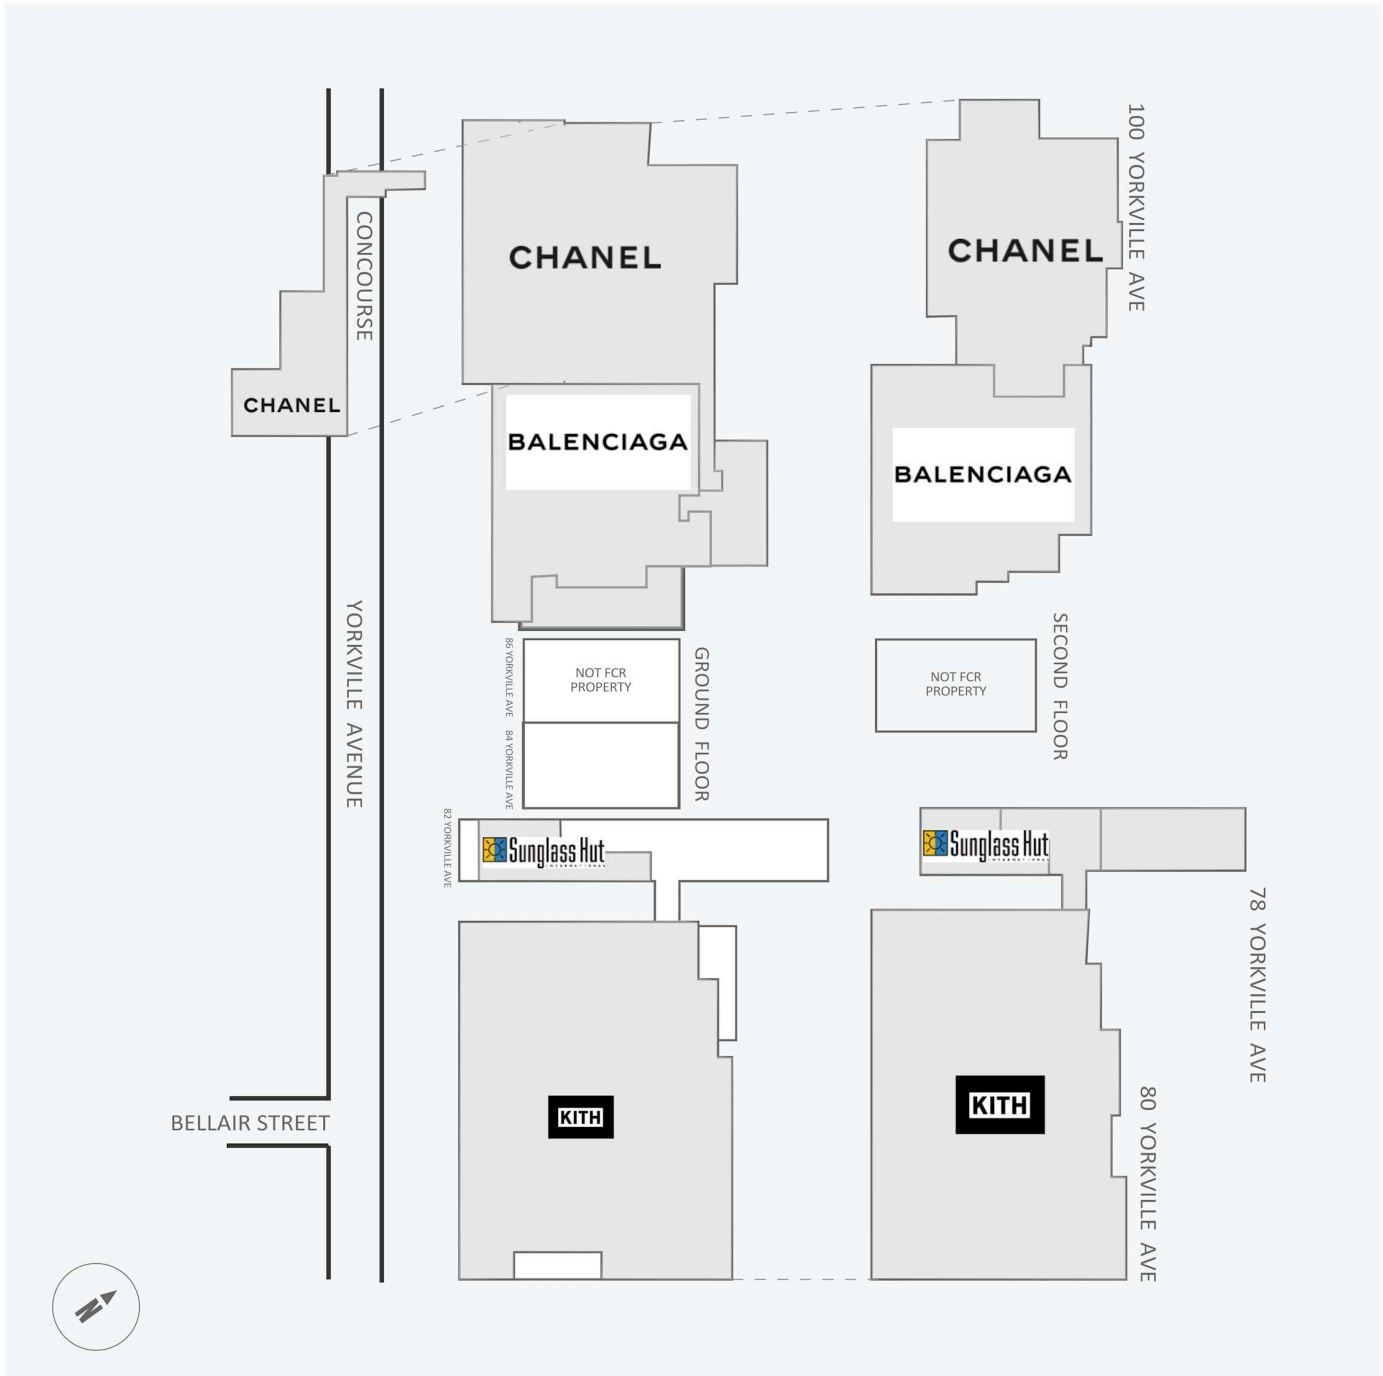 100 YORKVILLE AVE
CONCOURSE
CHANEL
CHANEL
CHANEL
BALENCIAGA
BALENCIAGA
YORKVILLE AVENUE
86 YORKVILLE AVE
NOT FCR
PROPERTY
GROUND FLOOR
NOT FCR
PROPERTY
SECOND FLOOR
84 YORKVILLE AVE
82 YORKVILLE AVE
Sunglass Hut
INTERNATIONAL
Sunglass Hut
INTERNATIONAL
78 YORKVILLE AVE
KITH
KITH
80 YORKVILLE AVE
BELLAIR STREET
N